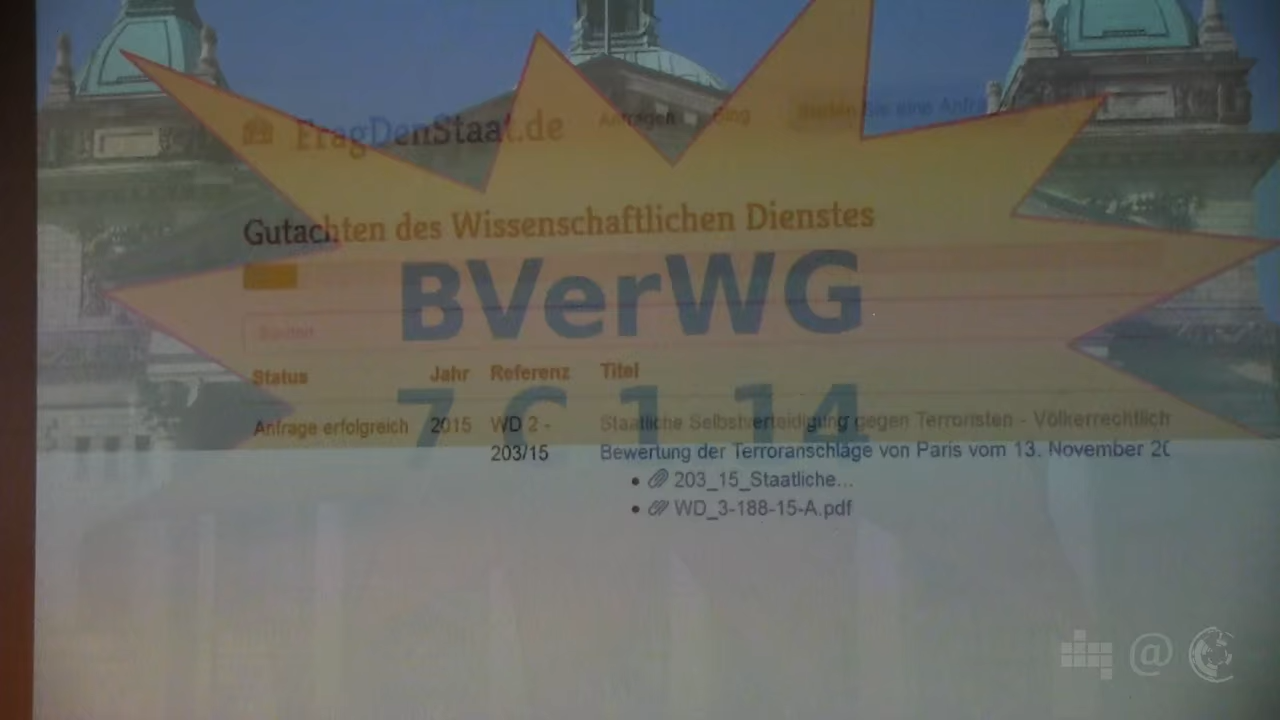 FragDenStaat.de Anfragen Blog
Gutachten des Wissenschaftlichen Dienstes
BVerWG
Status Jahr Referenz Titel
7 C 1 14
Anfrage erfolgreich 2015 WD 2 - Staatliche Selbstverteidigung gegen Terroristen - Völkerrechtlich
203/15 Bewertung der Terroranschläge von Paris vom 13. November 20
• 203_15_Staatliche...
• WD_3-188-15-A.pdf
@